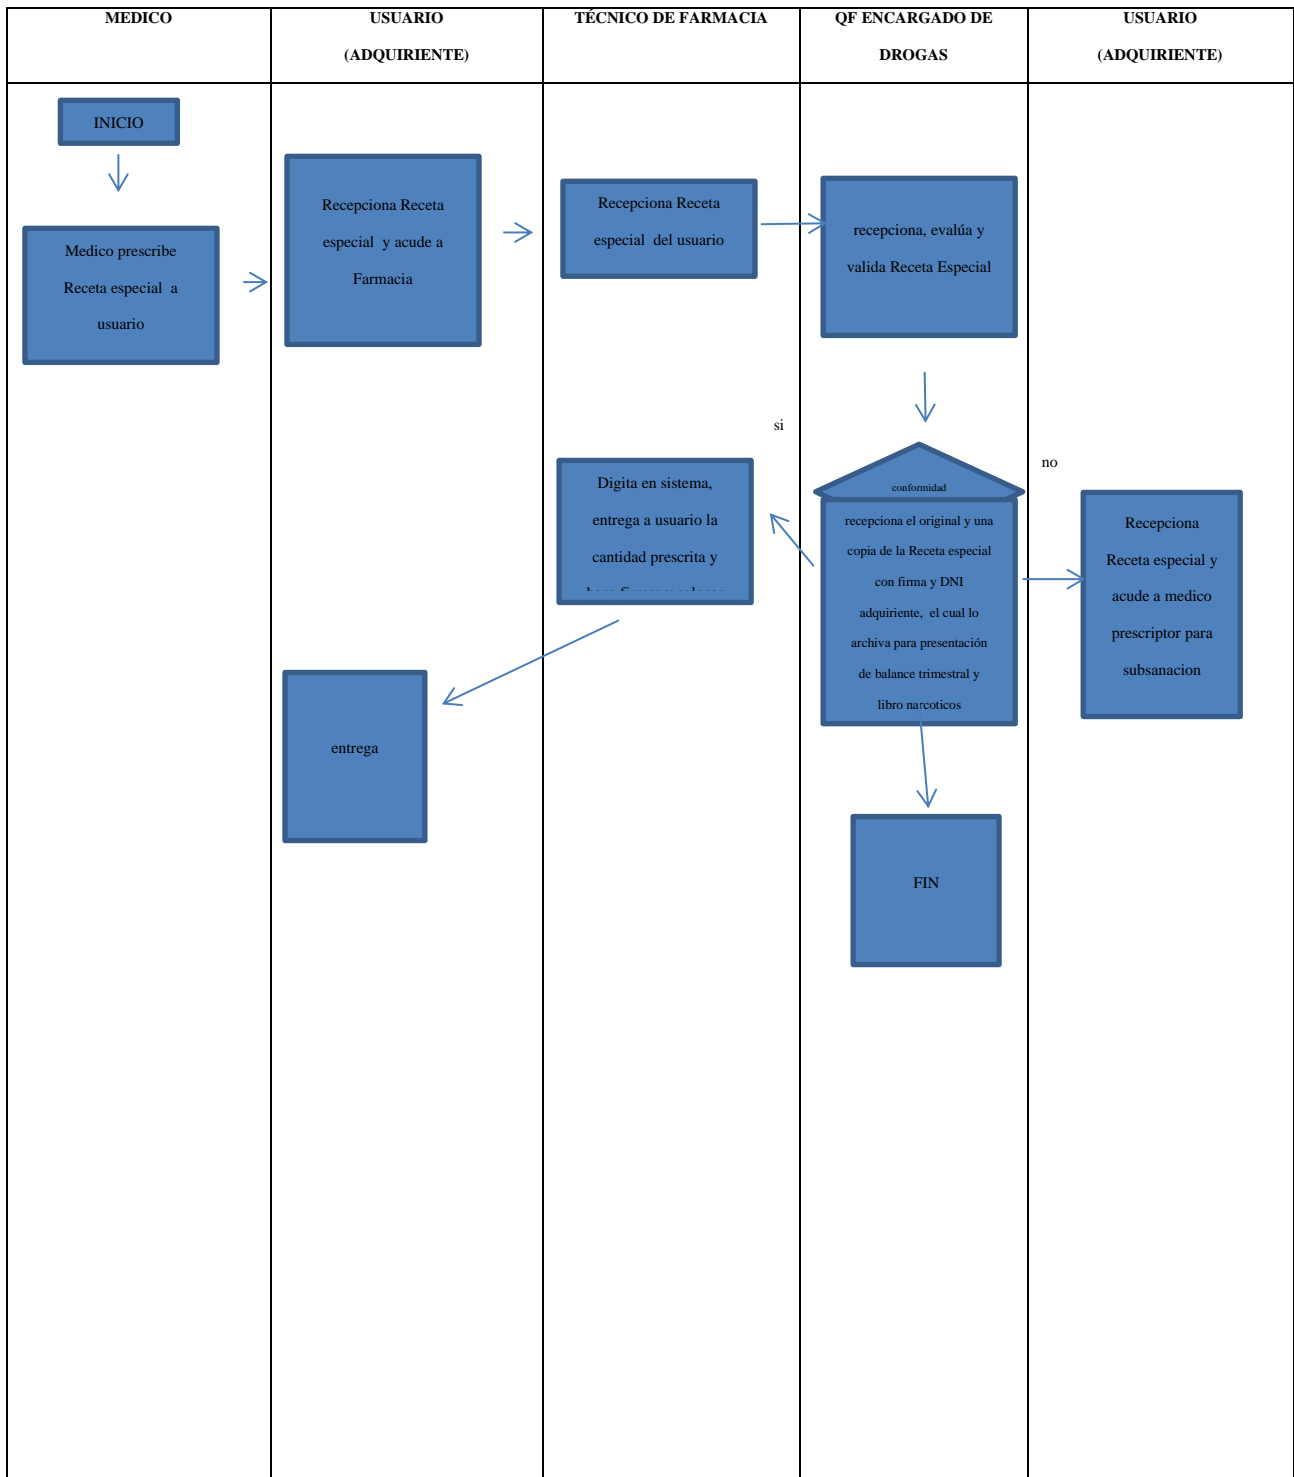 MEDICO
USUARIO
(ADQUIRIENTE)
TÉCNICO DE FARMACIA
QF ENCARGADO DE
DROGAS
USUARIO
(ADQUIRIENTE)
INICIO
Medico prescribe
Receta especial a
usuario
Recepciona Receta
especial y acude a
Farmacia
Recepciona Receta
especial del usuario
recepciona, evalúa y
valida Receta Especial
si
no
conformidad
Digita en sistema,
entrega a usuario la
cantidad prescrita y
recepciona el original y una
copia de la Receta especial
con firma y DNI
adquiriente, el cual lo
archiva para presentación
de balance trimestral y
libro narcoticos
Recepciona
Receta especial y
acude a medico
prescriptor para
subsanacion
entrega
FIN